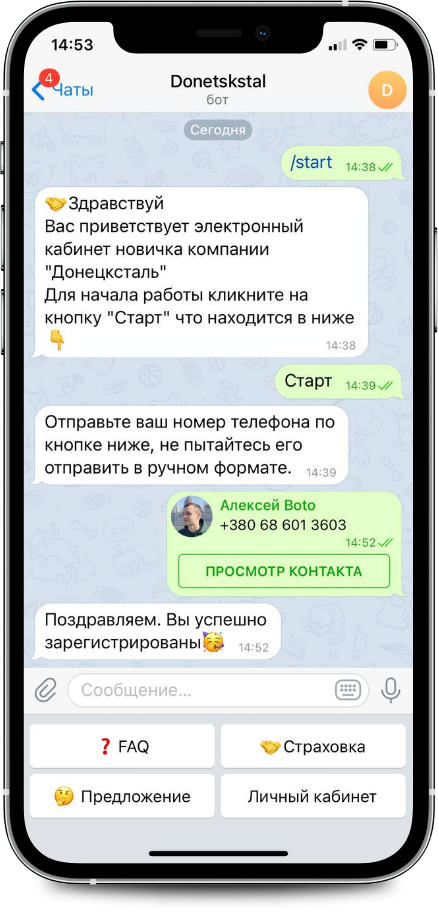 14:53
4
Чаты
Donetskstal
бот
D
Сегодня
/start 14:38
🤝Здравствуй
Вас приветствует электронный
кабинет новичка компании
"Донецксталь"
Для начала работы кликните на
кнопку "Старт" что находится в ниже
👇 14:38
Старт 14:39
Отправьте ваш номер телефона по
кнопке ниже, не пытайтесь его
отправить в ручном формате. 14:39
Алексей Boto
+380 68 601 3603
14:52
ПРОСМОТР КОНТАКТА
Поздравляем. Вы успешно
зарегистрированы🥳 14:52
Сообщение...
❓ FAQ
🤝Страховка
🤔 Предложение
Личный кабинет